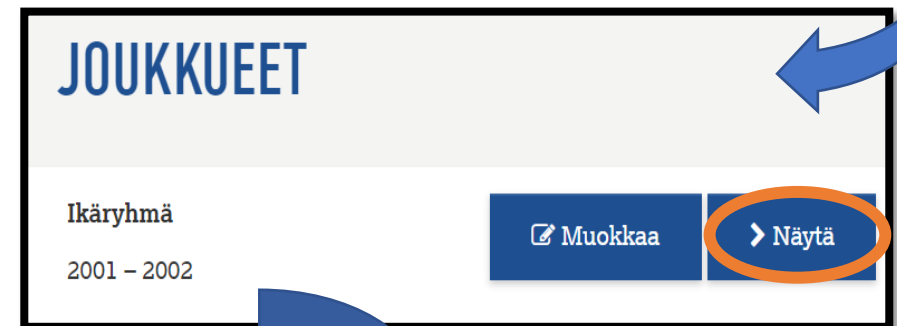 JOUKKUEET
Ikäryhmä
Muokkaa
Näytä
2001 – 2002